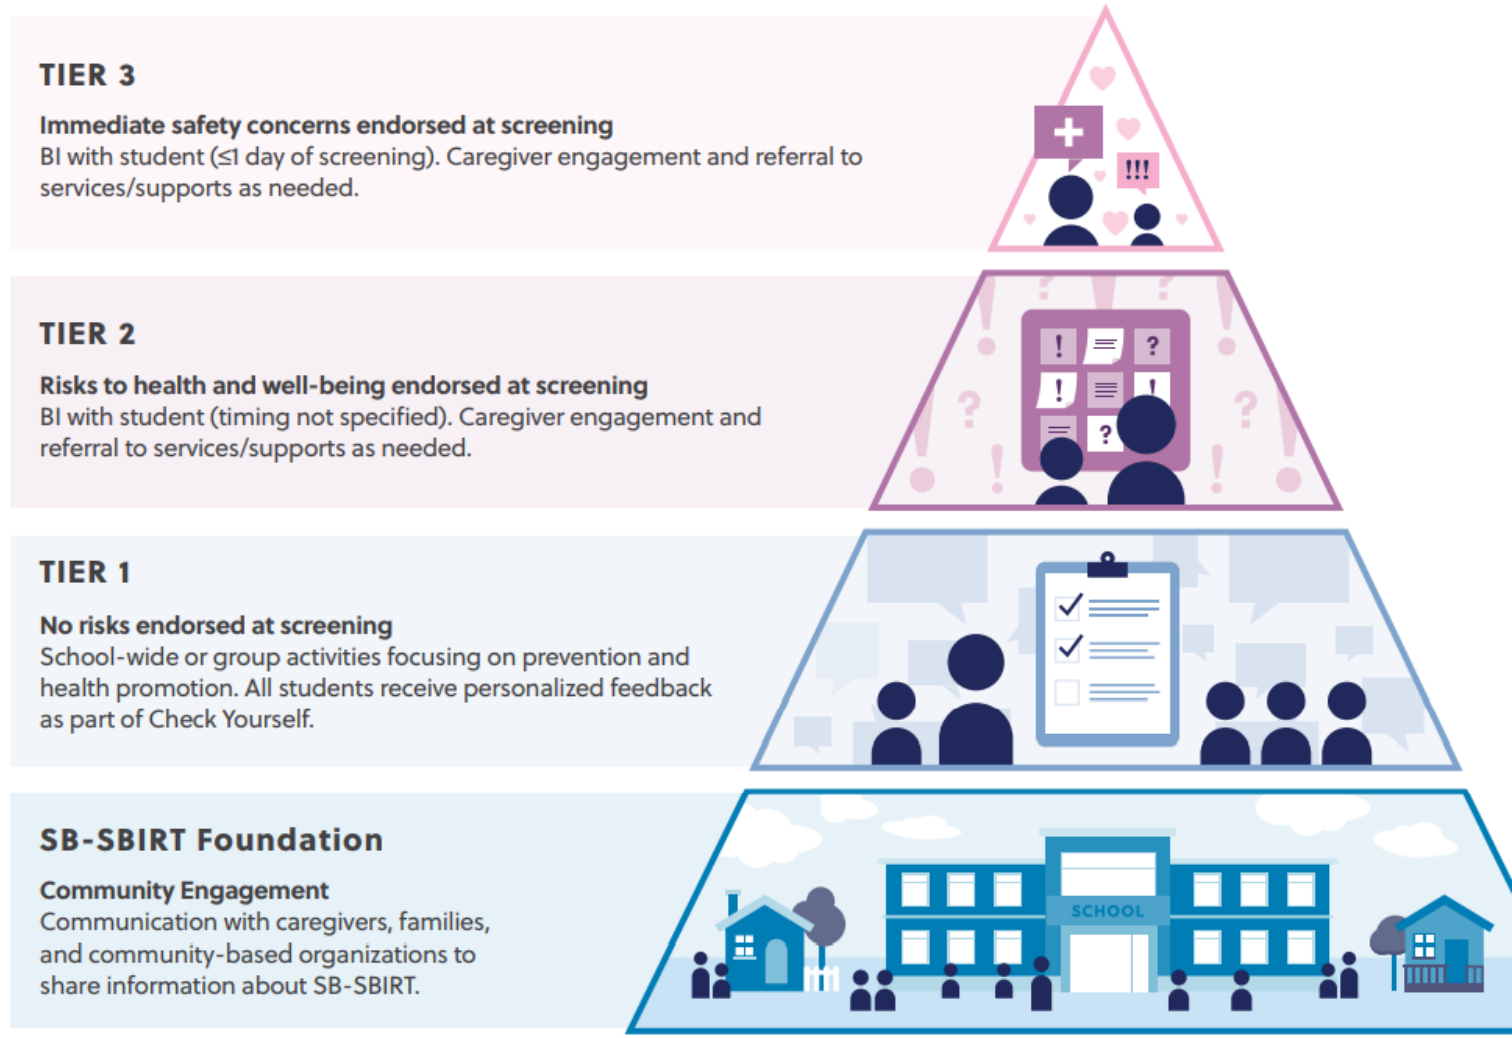 TIER 3
Immediate safety concerns endorsed at screening
BI with student (≤1 day of screening). Caregiver engagement and referral to
services/supports as needed.
!!!
TIER 2
Risks to health and well-being endorsed at screening
BI with student (timing not specified). Caregiver engagement and
referral to services/supports as needed.
! ?
! !
?
TIER 1
No risks endorsed at screening
School-wide or group activities focusing on prevention and
health promotion. All students receive personalized feedback
as part of Check Yourself.
SB-SBIRT Foundation
Community Engagement
Communication with caregivers, families,
and community-based organizations to
share information about SB-SBIRT.
SCHOOL